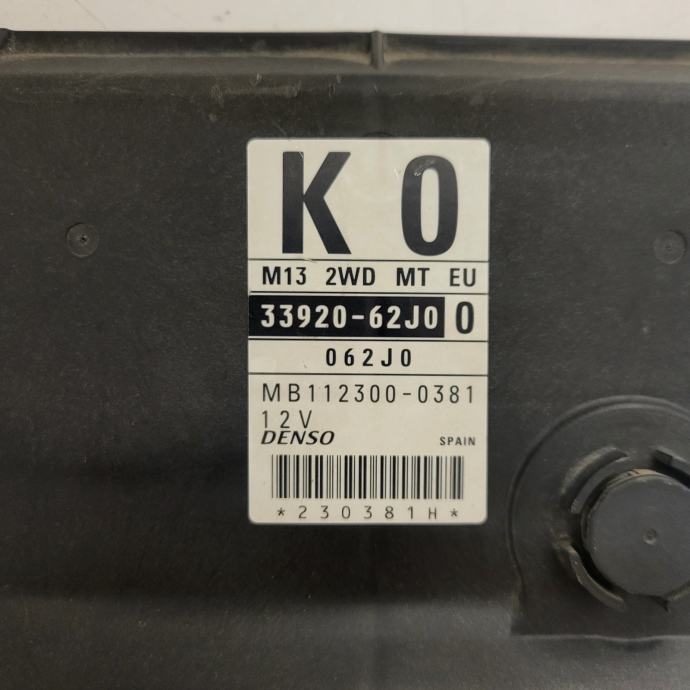 K 0
M13 2WD MT EU
33920-62J0 0
062J0
MB112300-0381
12V
DENSO SPAIN
*230381H*